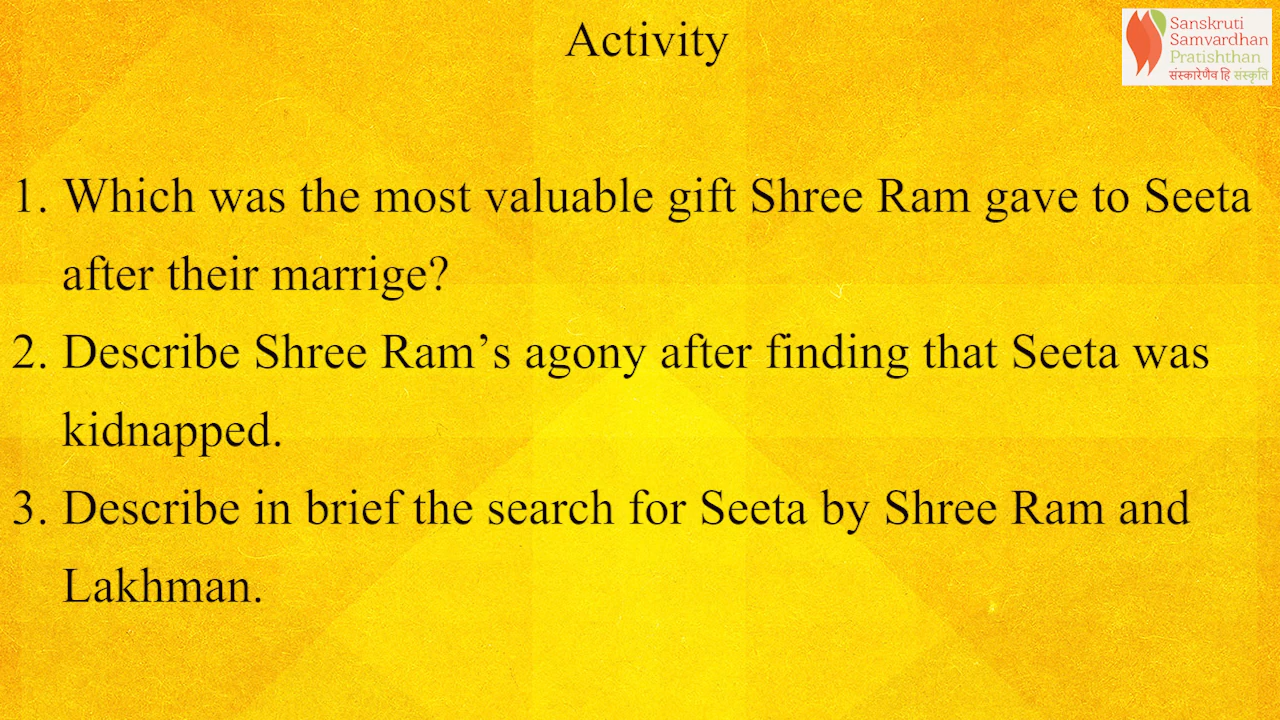 Activity
Sanskruti
Samvardhan
Pratishthan
संस्कारेणैव हि संस्कृति
1. Which was the most valuable gift Shree Ram gave to Seeta
after their marrige?
2. Describe Shree Ram’s agony after finding that Seeta was
kidnapped.
3. Describe in brief the search for Seeta by Shree Ram and
Lakhman.